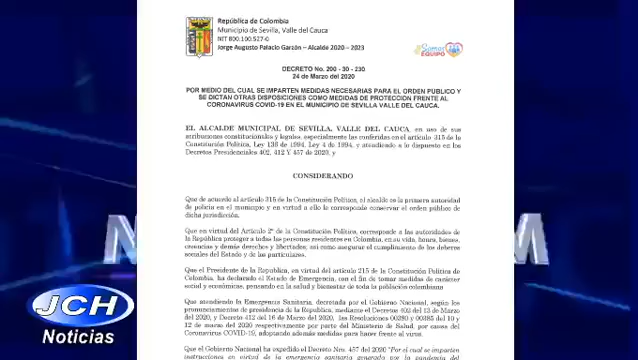 República de Colombia
Municipio de Sevilla, Valle del Cauca
NIT 800.100.527-0
Jorge Augusto Palacio Garzón – Alcalde 2020 – 2023
Somos
EQUIPO
DECRETO No. 200 - 30 - 230
24 de Marzo del 2020
POR MEDIO DEL CUAL SE IMPARTEN MEDIDAS NECESARIAS PARA EL ORDEN PUBLICO Y
SE DICTAN OTRAS DISPOSICIONES COMO MEDIDAS DE PROTECCION FRENTE AL
CORONAVIRUS COVID-19 EN EL MUNICIPIO DE SEVILLA VALLE DEL CAUCA.
EL ALCALDE MUNICIPAL DE SEVILLA, VALLE DEL CAUCA, en uso de sus
atribuciones constitucionales y legales, especialmente las conferidas en el artículo 315 de la
Constitución Política, Ley 136 de 1994, Ley 4 de 1994, y atendiendo a lo dispuesto en los
Decretos Presidenciales 402, 412 Y 457 de 2020, y
CONSIDERANDO
Que de acuerdo al artículo 315 de la Constitución Política, el alcalde es la primera autoridad
de policía en el municipio y en virtud a ello le corresponde conservar el orden público de
dicha jurisdicción.
Que en virtud del Artículo 2° de la Constitución Política, corresponde a las autoridades de
la República proteger a todas las personas residentes en Colombia, en su vida, honra, bienes,
creencias y demás derechos y libertades; así como asegurar el cumplimiento de los deberes
sociales del Estado y de los particulares.
Que el Presidente de la Republica, en virtud del artículo 215 de la Constitución Política de
Colombia, ha declarado el Estado de Emergencia, con el fin de tomar medidas de carácter
social y económicas, pensando en la salud y bienestar de toda la población colombiana
Que atendiendo la Emergencia Sanitaria, decretada por el Gobierno Nacional, según los
pronunciamientos de presidencia de la República, mediante Decretos 402 del 13 de Marzo
del 2020, y Decreto 412 del 16 de Marzo del 2020, las Resoluciones 00380 y 00385 del 10 y
12 de marzo del 2020 respectivamente por parte del Ministerio de Salud, por causas del
Coronavirus COVID-19, adoptando además medidas para hacer frente al virus.
Que el Gobierno Nacional ha expedido el Decreto Nro. 457 del 2020 "Por el cual se imparten
instrucciones en virtud de la emergencia sanitaria generada por la pandemia del
N
M
JCH
Noticias